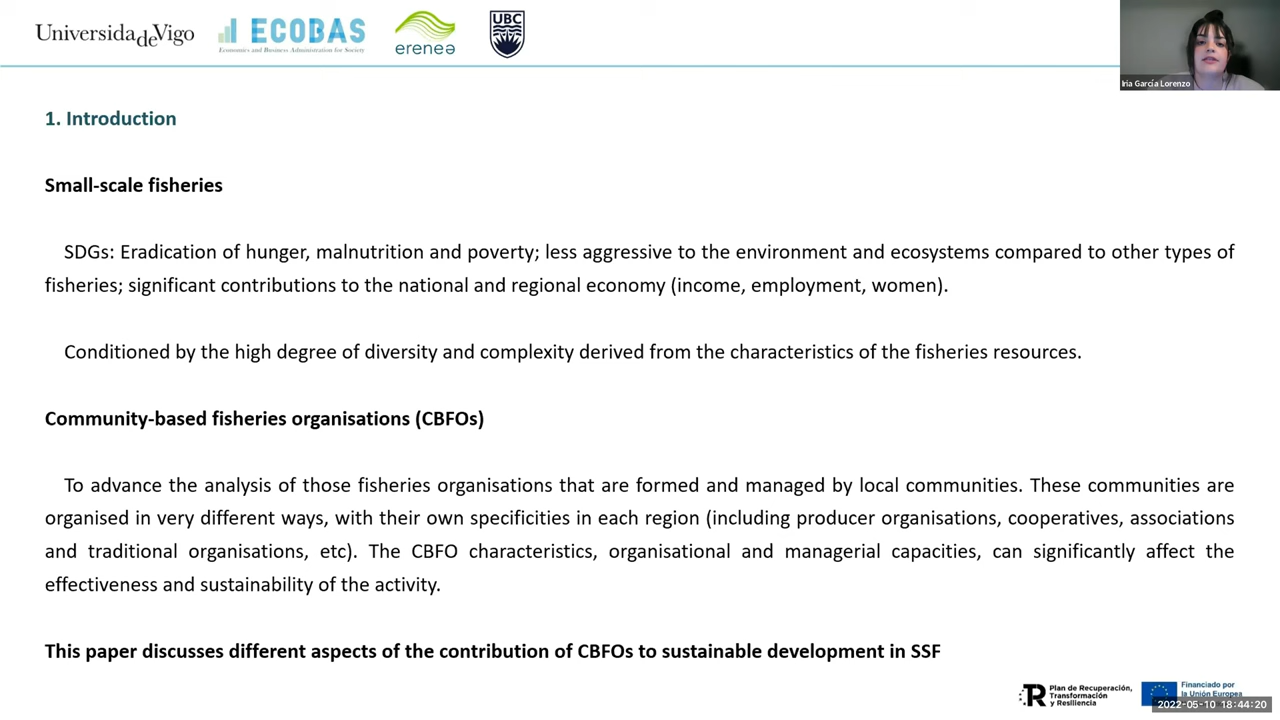 UniversidadeVigo
ECOBAS
Economics and Business Administration for Society
erenea
UBC
Iria García Lorenzo
1. Introduction
Small-scale fisheries
SDGs: Eradication of hunger, malnutrition and poverty; less aggressive to the environment and ecosystems compared to other types of
fisheries; significant contributions to the national and regional economy (income, employment, women).
Conditioned by the high degree of diversity and complexity derived from the characteristics of the fisheries resources.
Community-based fisheries organisations (CBFOs)
To advance the analysis of those fisheries organisations that are formed and managed by local communities. These communities are
organised in very different ways, with their own specificities in each region (including producer organisations, cooperatives, associations
and traditional organisations, etc). The CBFO characteristics, organisational and managerial capacities, can significantly affect the
effectiveness and sustainability of the activity.
This paper discusses different aspects of the contribution of CBFOs to sustainable development in SSF
R Plan de Recuperación,
Transformación
y Resiliencia
Financiado por
la Unión Europea
2022-05-10 18:44:20